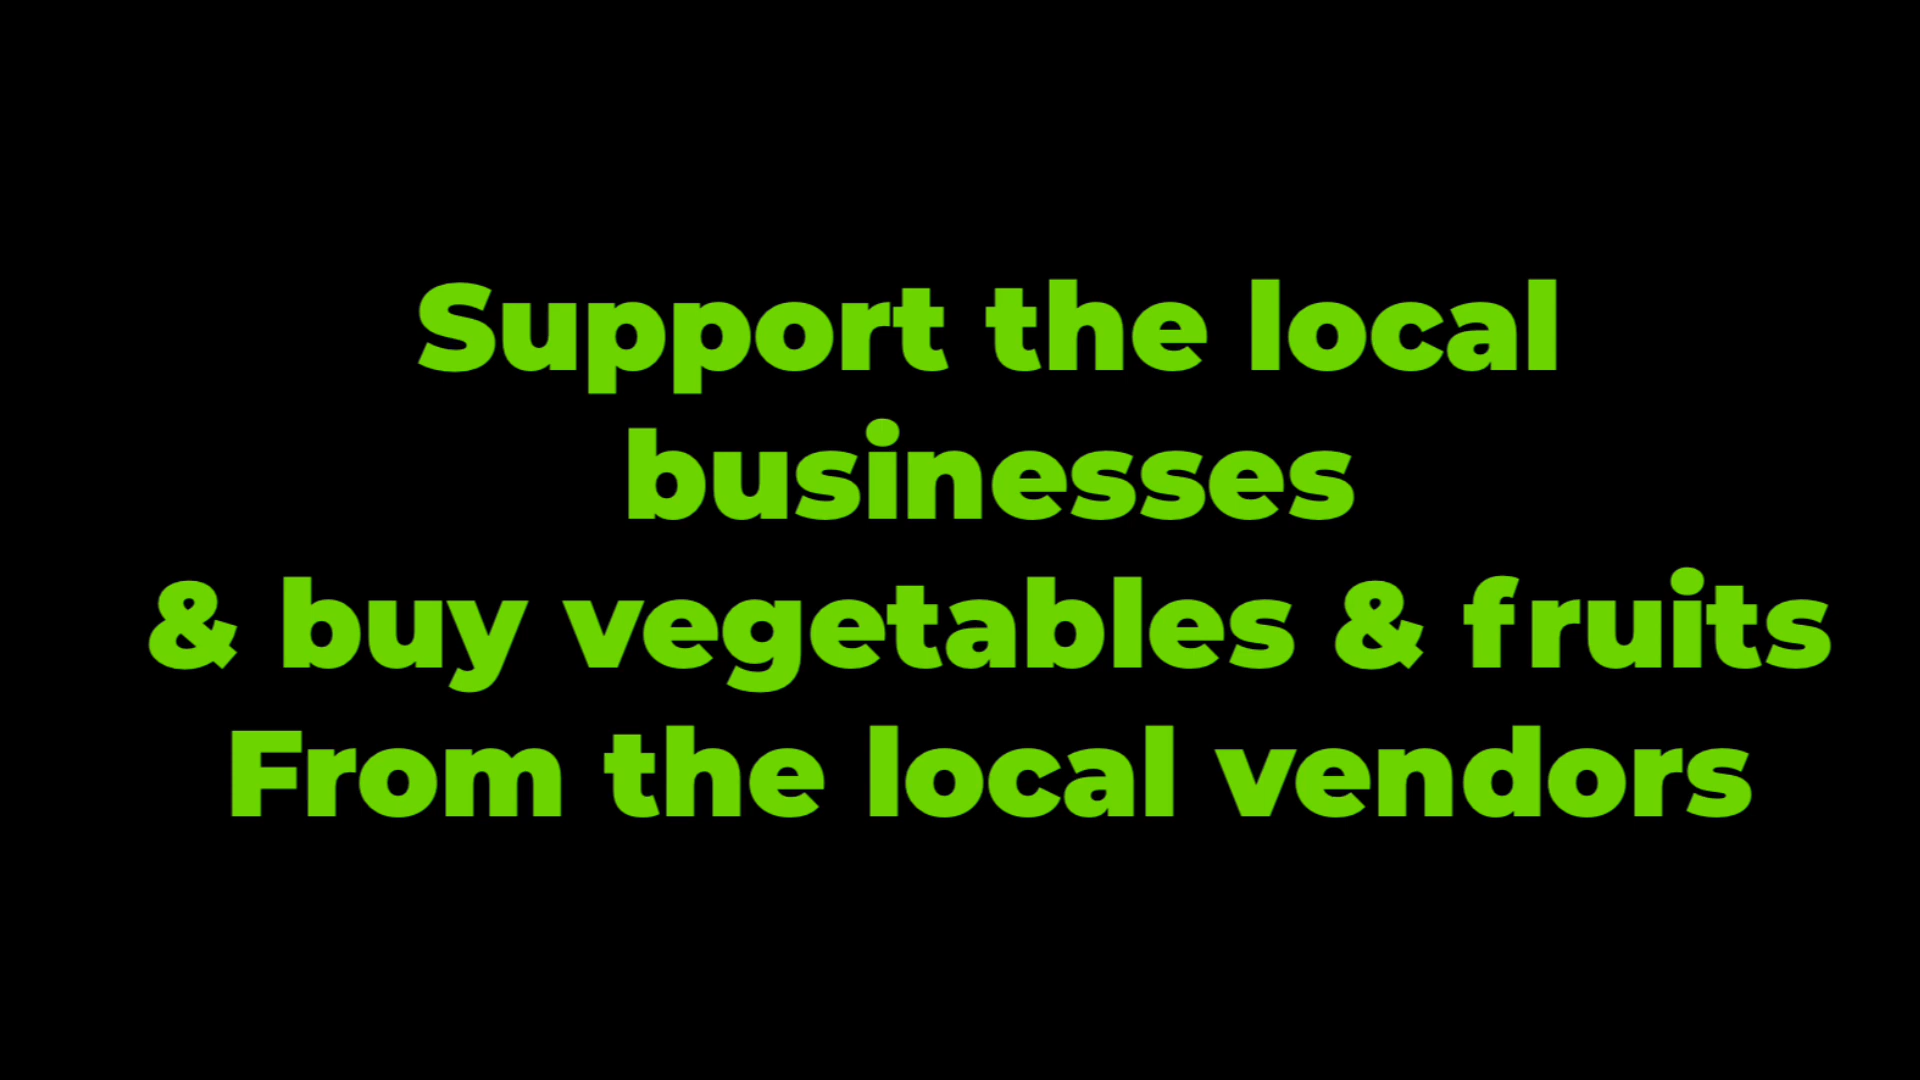 Support the local
businesses
& buy vegetables & fruits
From the local vendors